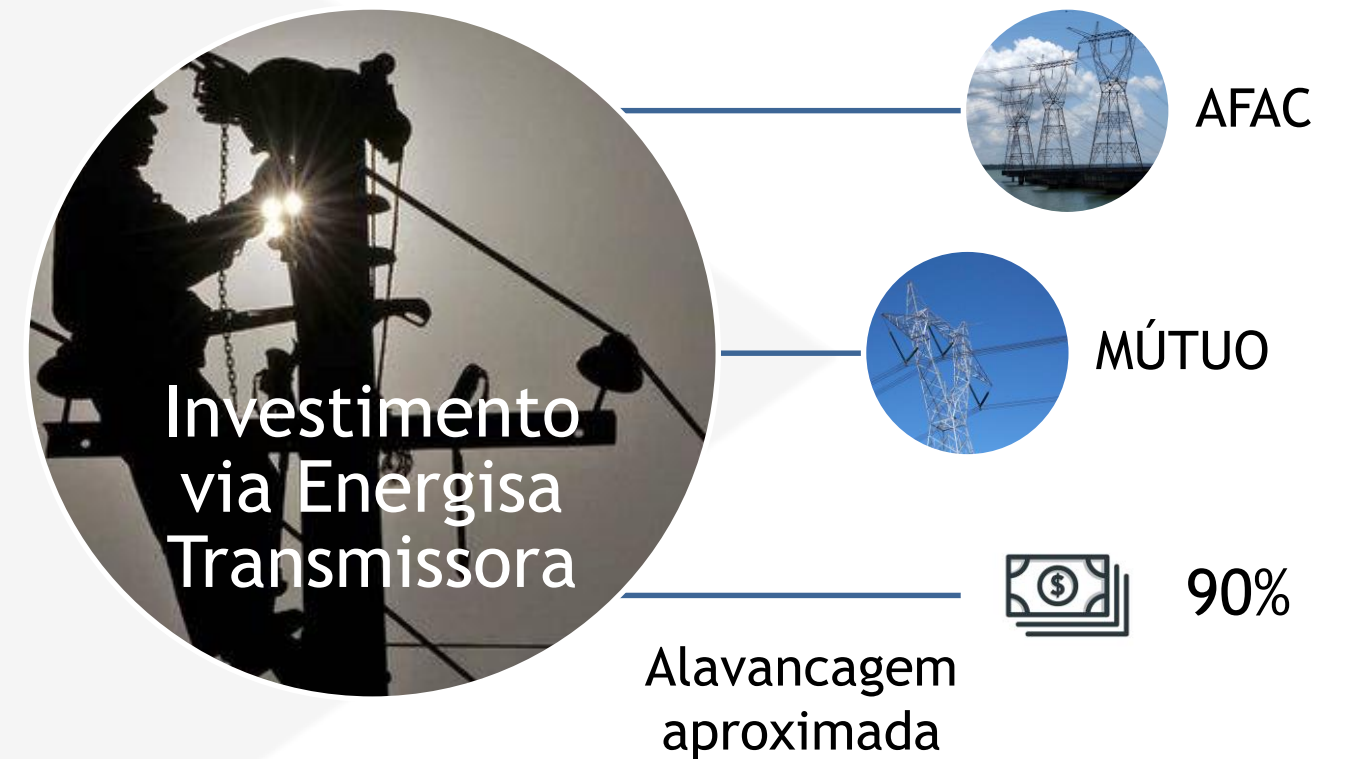 AFAC
MÚTUO
Investimento
via Energisa
Transmissora
$
90%
Alavancagem
aproximada